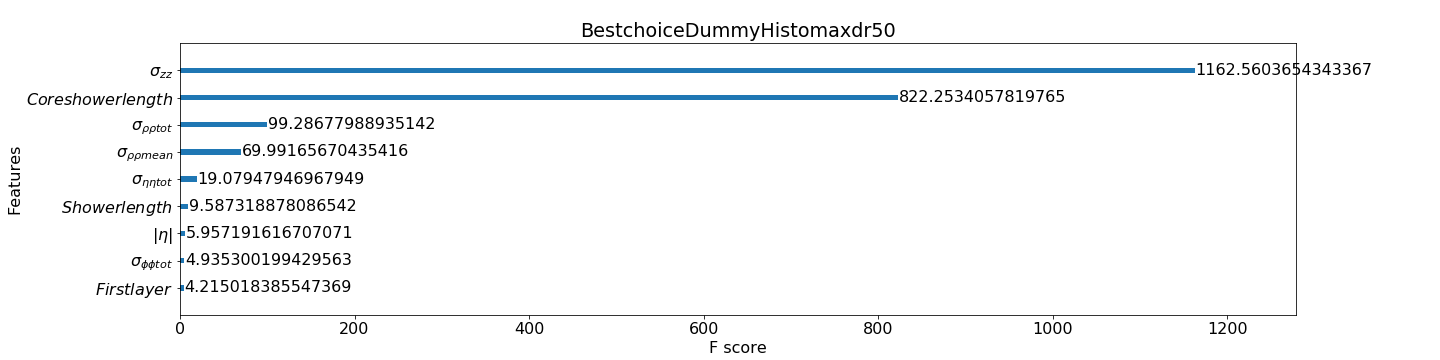 BestchoiceDummyHistomaxdr50
σzz 1162.5603654343367
Coreshowerlength 822.2534057819765
σρρtot 99.28677988935142
σρρmean 69.99165670435416
σηηtot 19.07947946967949
Showerlength 9.587318878086542
|η| 5.957191616707071
σϕϕtot 4.935300199429563
Firstlayer 4.215018385547369
Features
0 200 400 600 800 1000 1200
F score